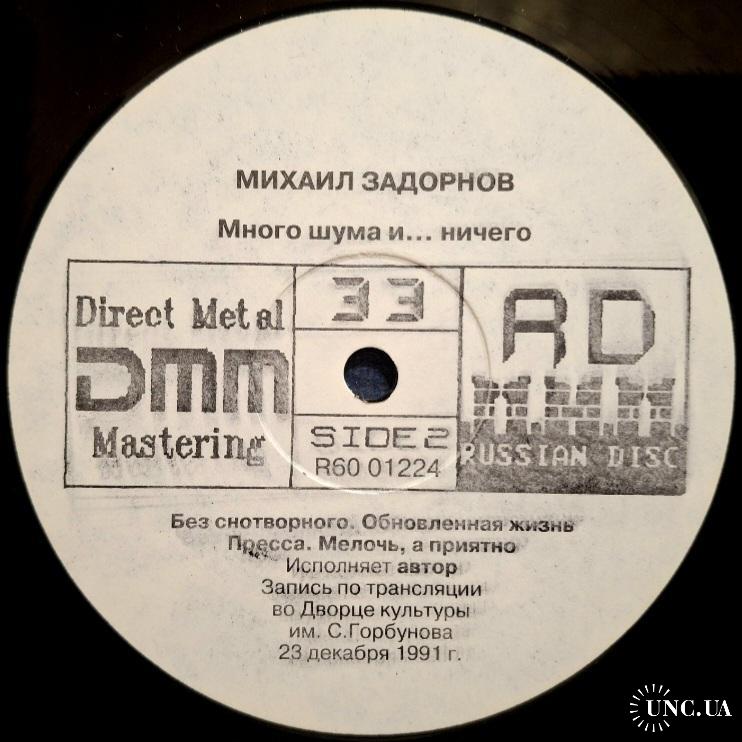 МИХАИЛ ЗАДОРНОВ
Много шума и... ничего
Direct Metal
DMM
Mastering
33
SIDE 2
R60 01224
RD
RUSSIAN DISC
Без снотворного. Обновленная жизнь
Пресса. Мелочь, а приятно
Исполняет автор
Запись по трансляции
во Дворце культуры
им. С.Горбунова
23 декабря 1991 г.
UNC.UA